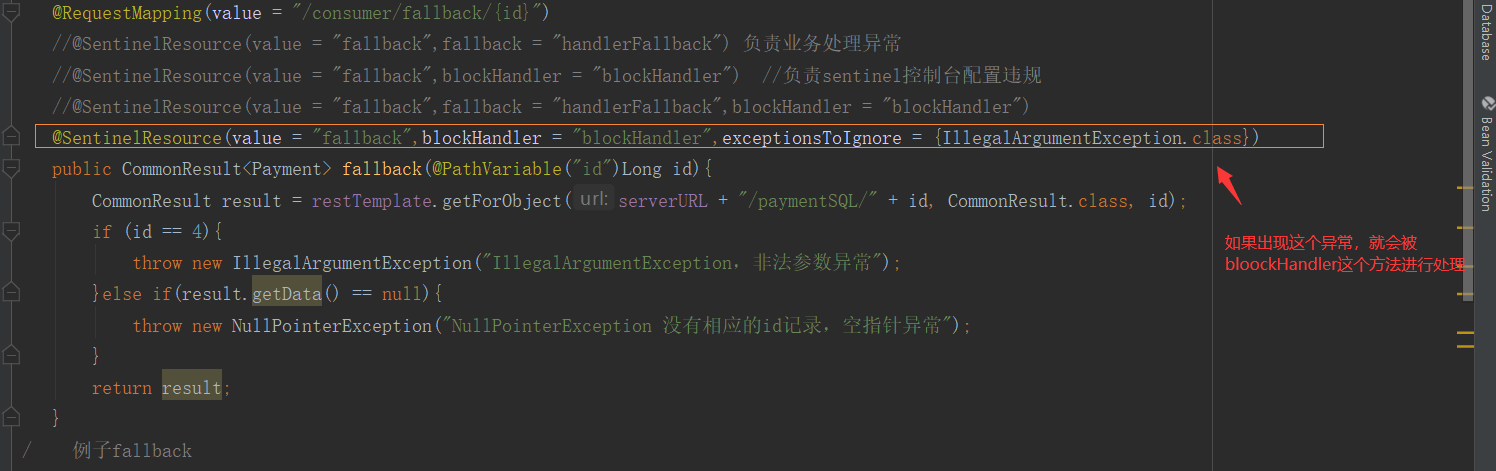 @RequestMapping(value = "/consumer/fallback/{id}")
//@SentinelResource(value = "fallback",fallback = "handlerFallback") 负责业务处理异常
//@SentinelResource(value = "fallback",blockHandler = "blockHandler")  //负责sentinel控制台配置违规
//@SentinelResource(value = "fallback",fallback = "handlerFallback",blockHandler = "blockHandler")
@SentinelResource(value = "fallback",blockHandler = "blockHandler",exceptionsToIgnore = {IllegalArgumentException.class})
public CommonResult<Payment> fallback(@PathVariable("id")Long id){
CommonResult result = restTemplate.getForObject( url: serverURL + "/paymentSQL/" + id, CommonResult.class, id);
if (id == 4){
throw new IllegalArgumentException("IllegalArgumentException，非法参数异常");
}else if(result.getData() == null){
throw new NullPointerException("NullPointerException 没有相应的id记录，空指针异常");
}
return result;
}
/ 例子fallback
如果出现这个异常，就会被
bloockHandler这个方法进行处理
Database
Bean Validation